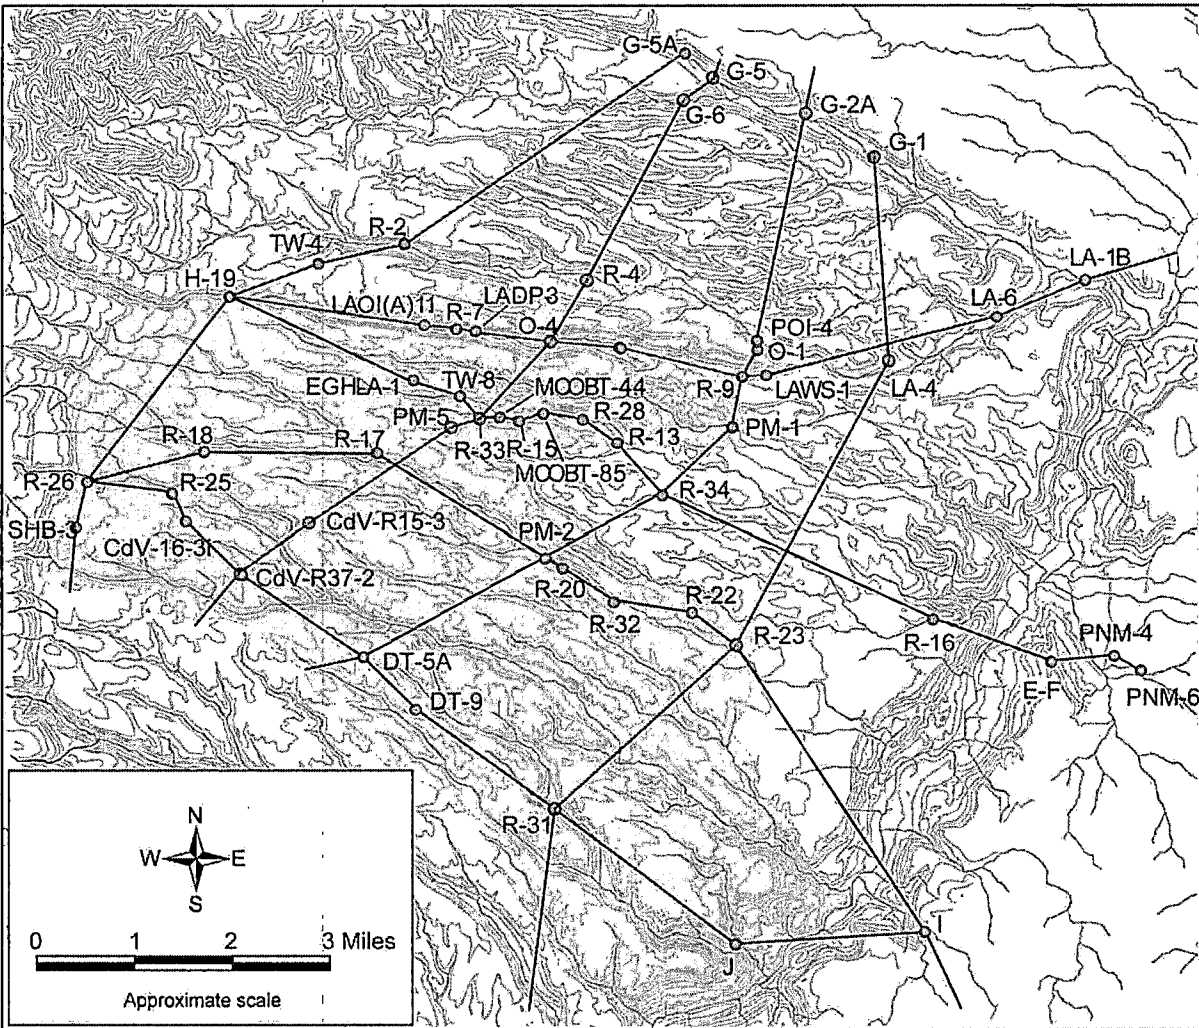 G-5A
G-5
G-6
G-2A
G-1
R-2
TW-4
H-19
R-4
LA-1B
LA-6
LAOI(A)11
R-7
LADP3
O-4
POI-4
O-1
R-9
LAWS-1
LA-4
EGHLA-1
TW-8
MCOBT-44
PM-5
R-28
PM-1
R-18
R-17
R-33
R-15
R-13
MCOBT-85
R-26
R-25
R-34
SHB-3
CdV-16-3i
CdV-R15-3
PM-2
CdV-R37-2
R-20
R-32
R-22
R-23
R-16
PNM-4
E-F
PNM-6
DT-5A
DT-9
R-31
J
I
N
W E
S
0 1 2 3 Miles
Approximate scale